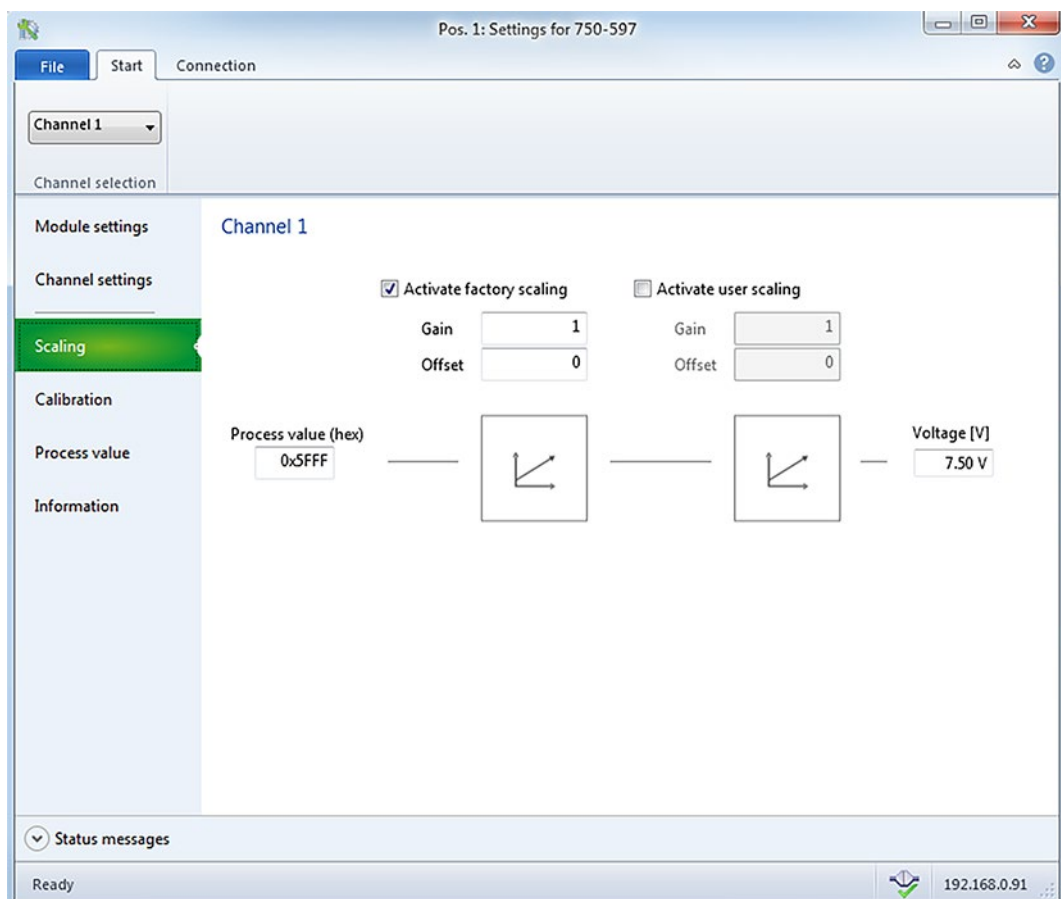 Pos. 1: Settings for 750-597
File Start Connection
Channel 1
Channel selection
Module settings
Channel settings
Scaling
Calibration
Process value
Information
Channel 1
Activate factory scaling Activate user scaling
Gain 1 Gain 1
Offset 0 Offset 0
Process value (hex) Voltage [V]
0x5FFF 7.50 V
Status messages
Ready 192.168.0.91